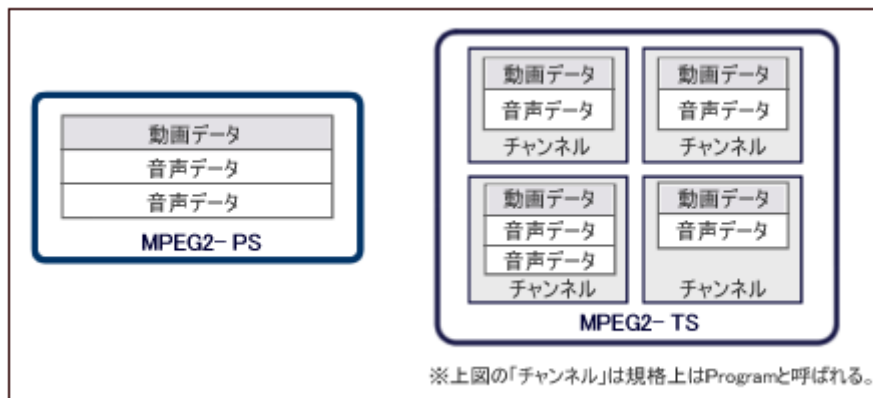 動画データ
音声データ
音声データ
MPEG2-PS
動画データ
音声データ
チャンネル
動画データ
音声データ
チャンネル
動画データ
音声データ
音声データ
チャンネル
動画データ
音声データ
チャンネル
MPEG2-TS
※上図の「チャンネル」は規格上はProgramと呼ばれる。